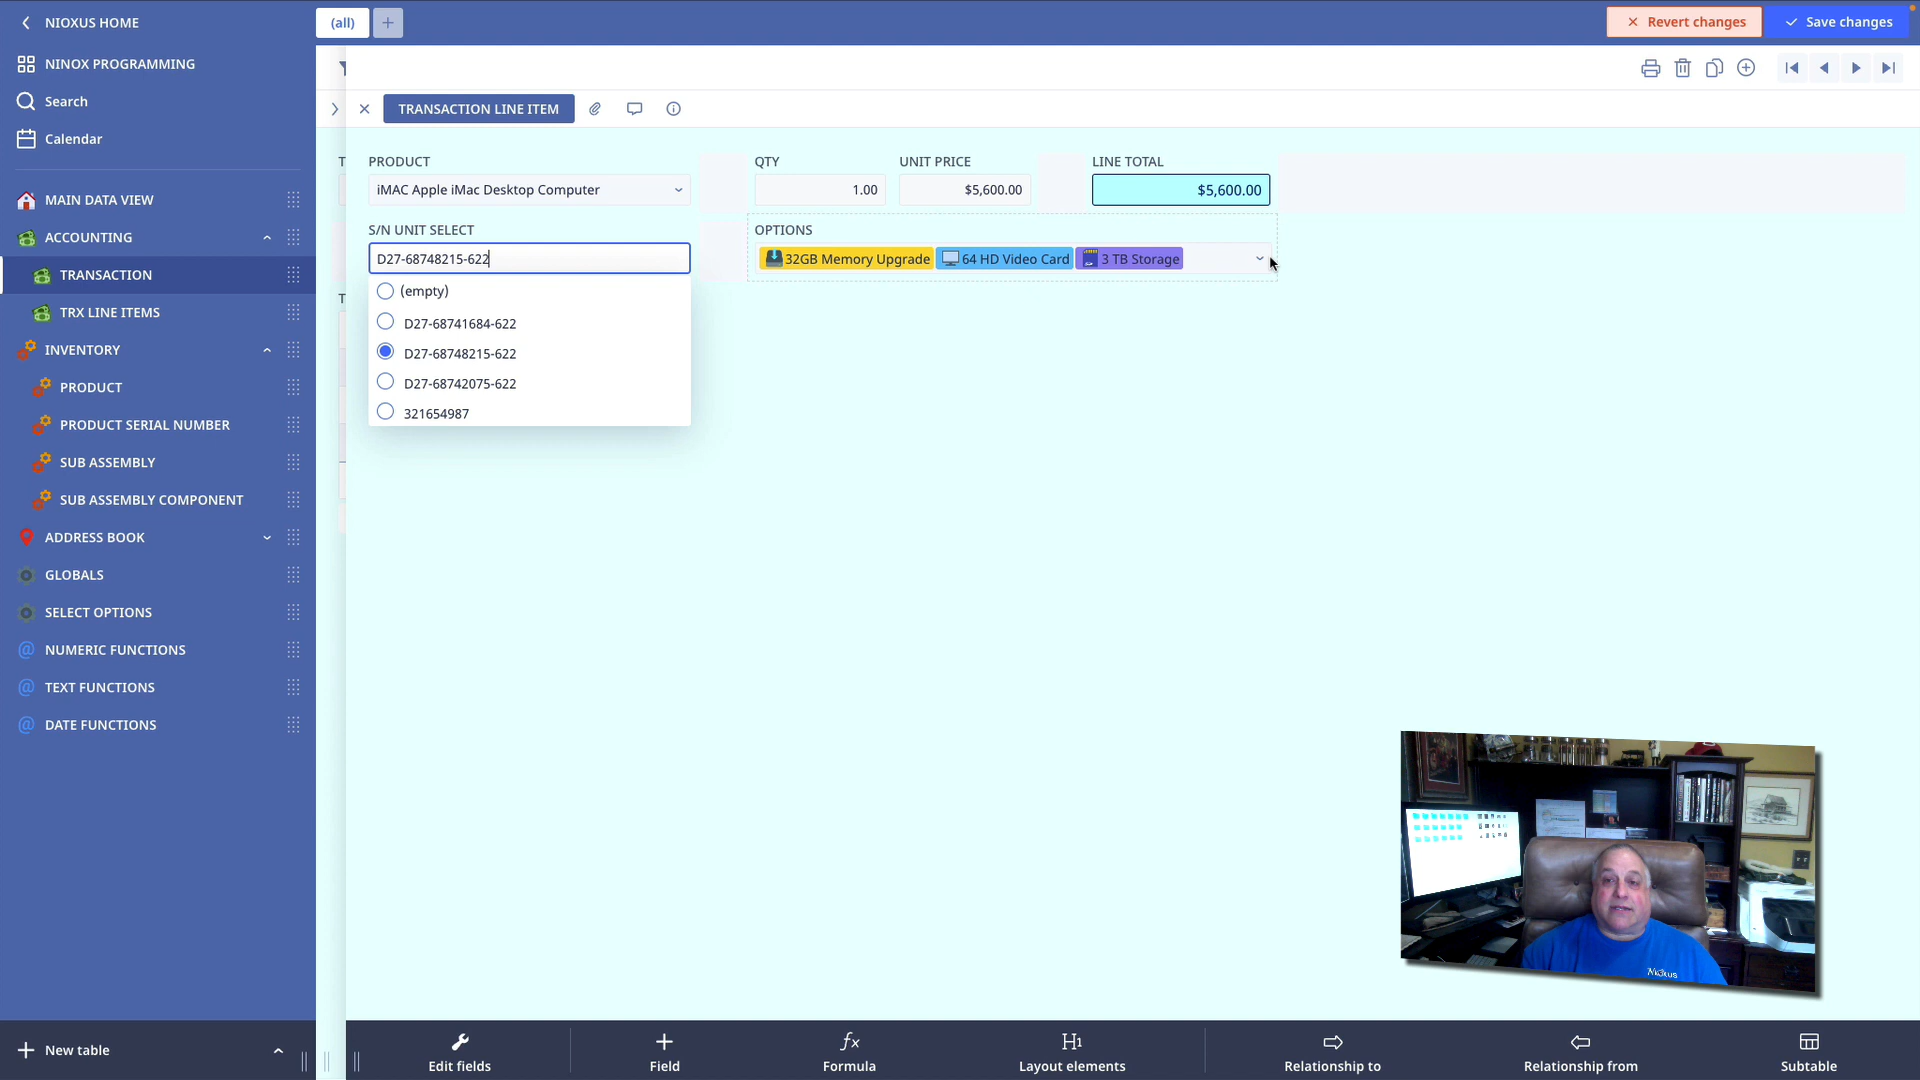 NIOXUS HOME
(all)
Revert changes
Save changes
NINOX PROGRAMMING
Search
Calendar
TRANSACTION LINE ITEM
MAIN DATA VIEW
ACCOUNTING
TRANSACTION
TRX LINE ITEMS
INVENTORY
PRODUCT
PRODUCT SERIAL NUMBER
SUB ASSEMBLY
SUB ASSEMBLY COMPONENT
ADDRESS BOOK
GLOBALS
SELECT OPTIONS
NUMERIC FUNCTIONS
TEXT FUNCTIONS
DATE FUNCTIONS
New table
T
T
PRODUCT
QTY
UNIT PRICE
LINE TOTAL
iMAC Apple iMac Desktop Computer
1.00
$5,600.00
$5,600.00
S/N UNIT SELECT
OPTIONS
D27-68748215-622
32GB Memory Upgrade
64 HD Video Card
3 TB Storage
(empty)
D27-68741684-622
D27-68748215-622
D27-68742075-622
321654987
Edit fields
Field
fx
Formula
H1
Layout elements
Relationship to
Relationship from
Subtable